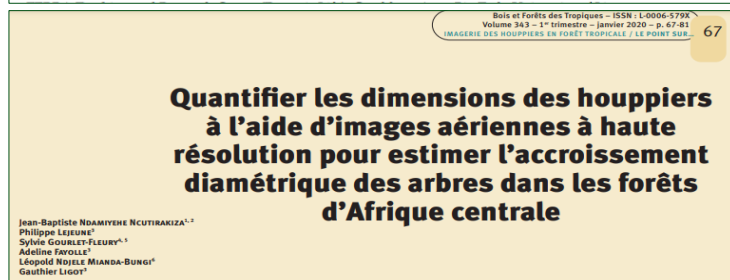 Bois et Forêts des Tropiques – ISSN : L-0006-579X
Volume 343 – 1er trimestre – janvier 2020 – p. 67-81
IMAGERIE DES HOUPPIERS EN FORÊT TROPICALE / LE POINT SUR…
67
Quantifier les dimensions des houppiers
à l’aide d’images aériennes à haute
résolution pour estimer l’accroissement
diamétrique des arbres dans les forêts
d’Afrique centrale
Jean-Baptiste NDAMIYEHE NCUTIRAKIZA1, 2
Philippe LEJEUNE3
Sylvie GOURLET-FLEURY4, 5
Adeline FAYOLLE3
Léopold NDJELE MIANDA-BUNGI6
Gauthier LIGOT3